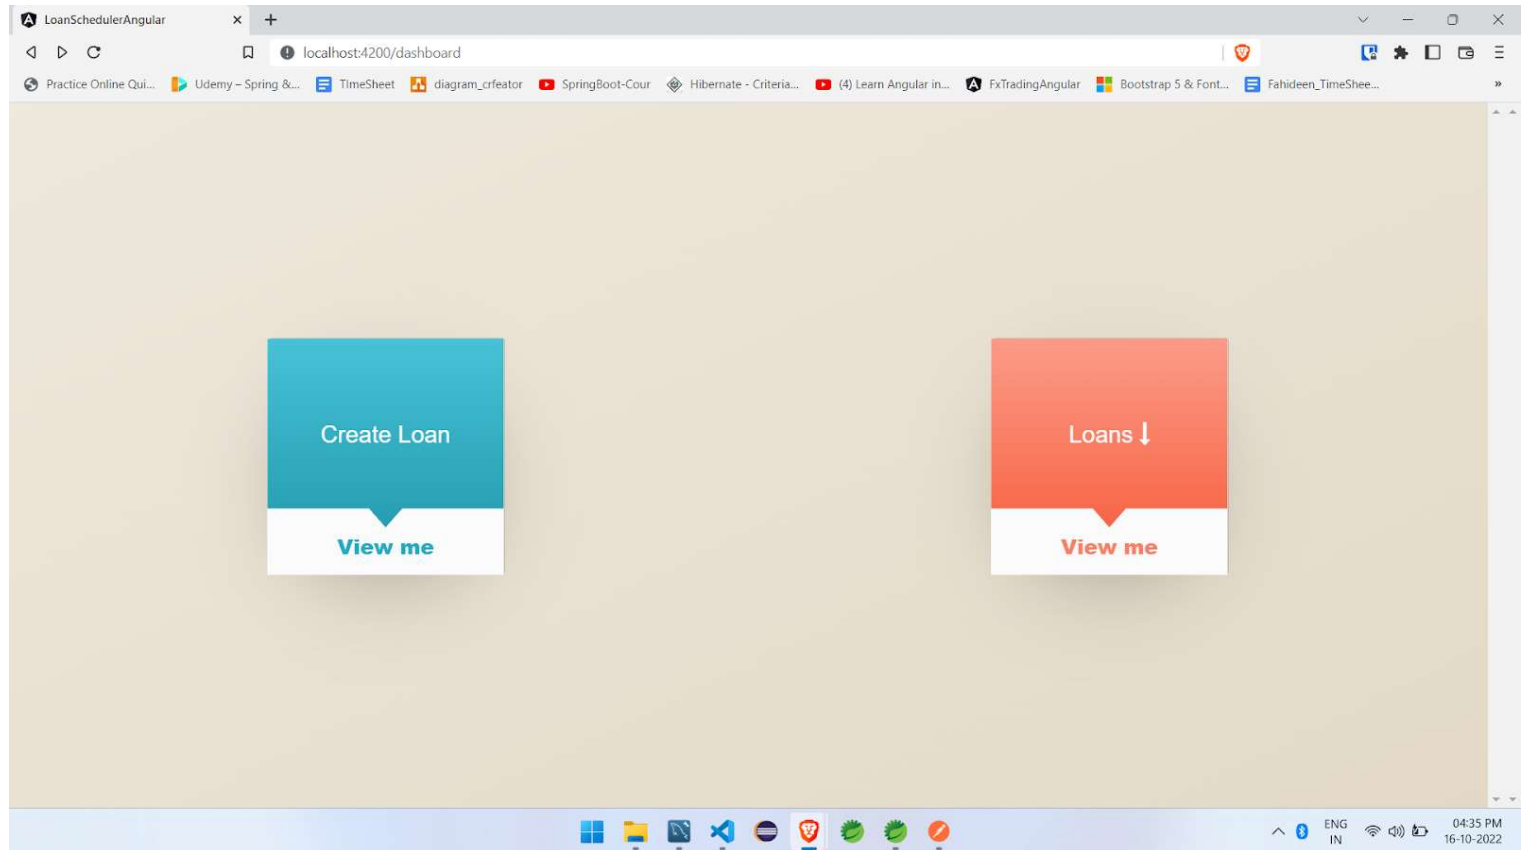 LoanSchedulerAngular
localhost:4200/dashboard
Practice Online Qui... Udemy – Spring &... TImeSheet diagram_crfeator SpringBoot-Cour Hibernate - Criteria... (4) Learn Angular in... FxTradingAngular Bootstrap 5 & Font... Fahideen_TimeShee... »
Create Loan
View me
Loans
View me
ENG
IN
04:35 PM
16-10-2022